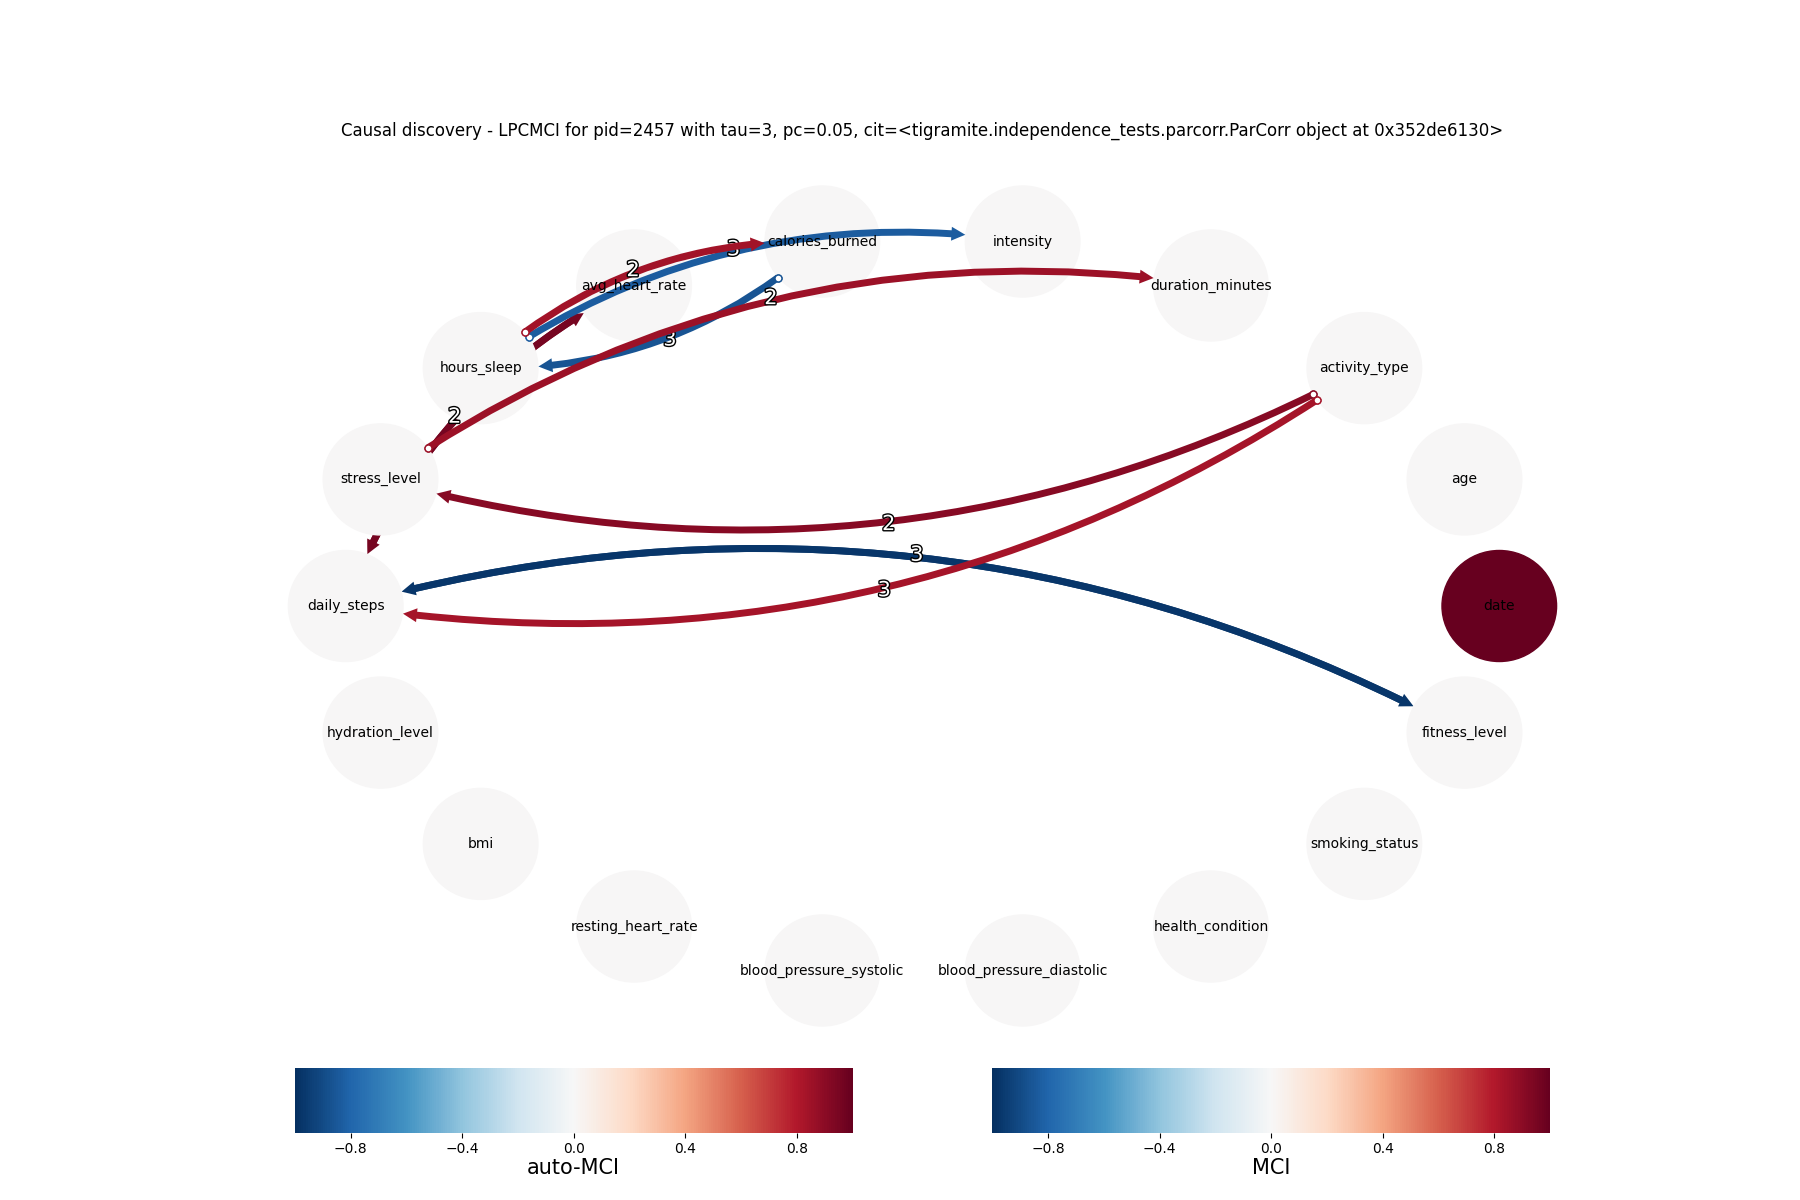 Causal discovery - LPCMCI for pid=2457 with tau=3, pc=0.05, cit=<tigramite.independence_tests.parcorr.ParCorr object at 0x352de6130>
calories_burned
intensity
3
2
avg_heart_rate
duration_minutes
2
3
hours_sleep
activity_type
2
stress_level
age
2
3
3
daily_steps
date
hydration_level
fitness_level
bmi
smoking_status
resting_heart_rate
health_condition
blood_pressure_systolic
blood_pressure_diastolic
−0.8 −0.4 0.0 0.4 0.8
auto-MCI
−0.8 −0.4 0.0 0.4 0.8
MCI